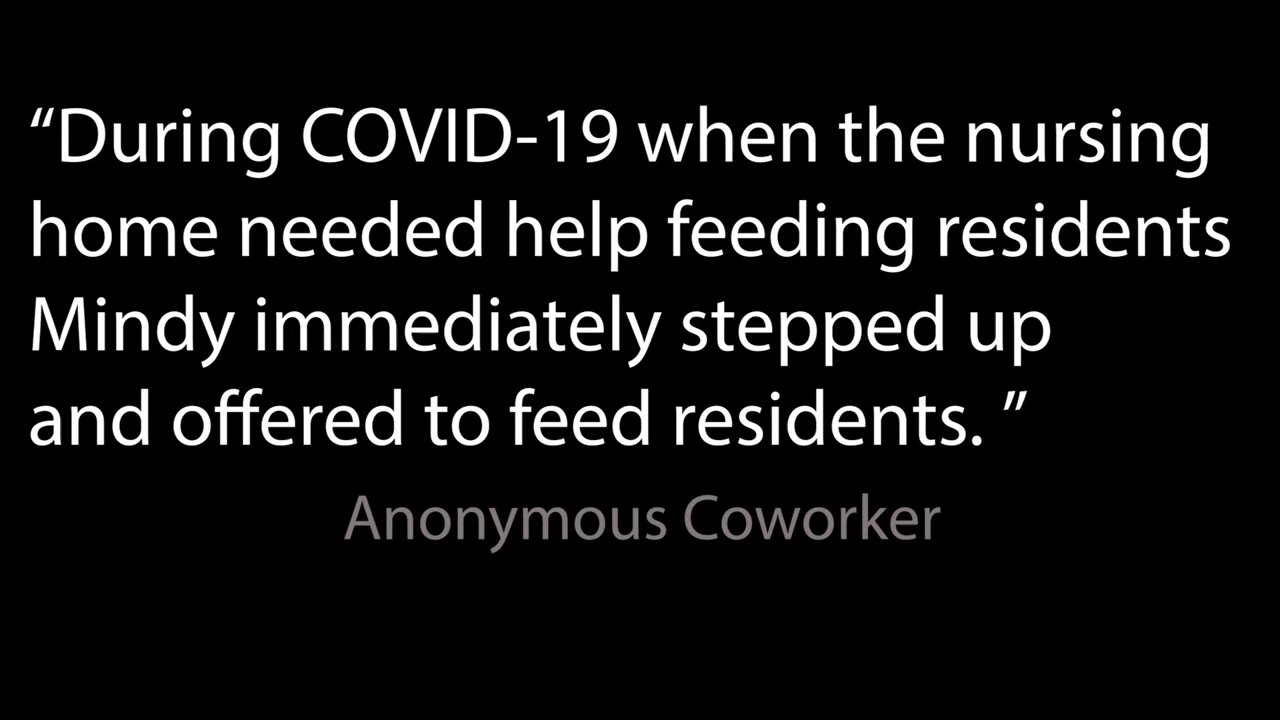 “During COVID-19 when the nursing
home needed help feeding residents
Mindy immediately stepped up
and offered to feed residents. ”
Anonymous Coworker